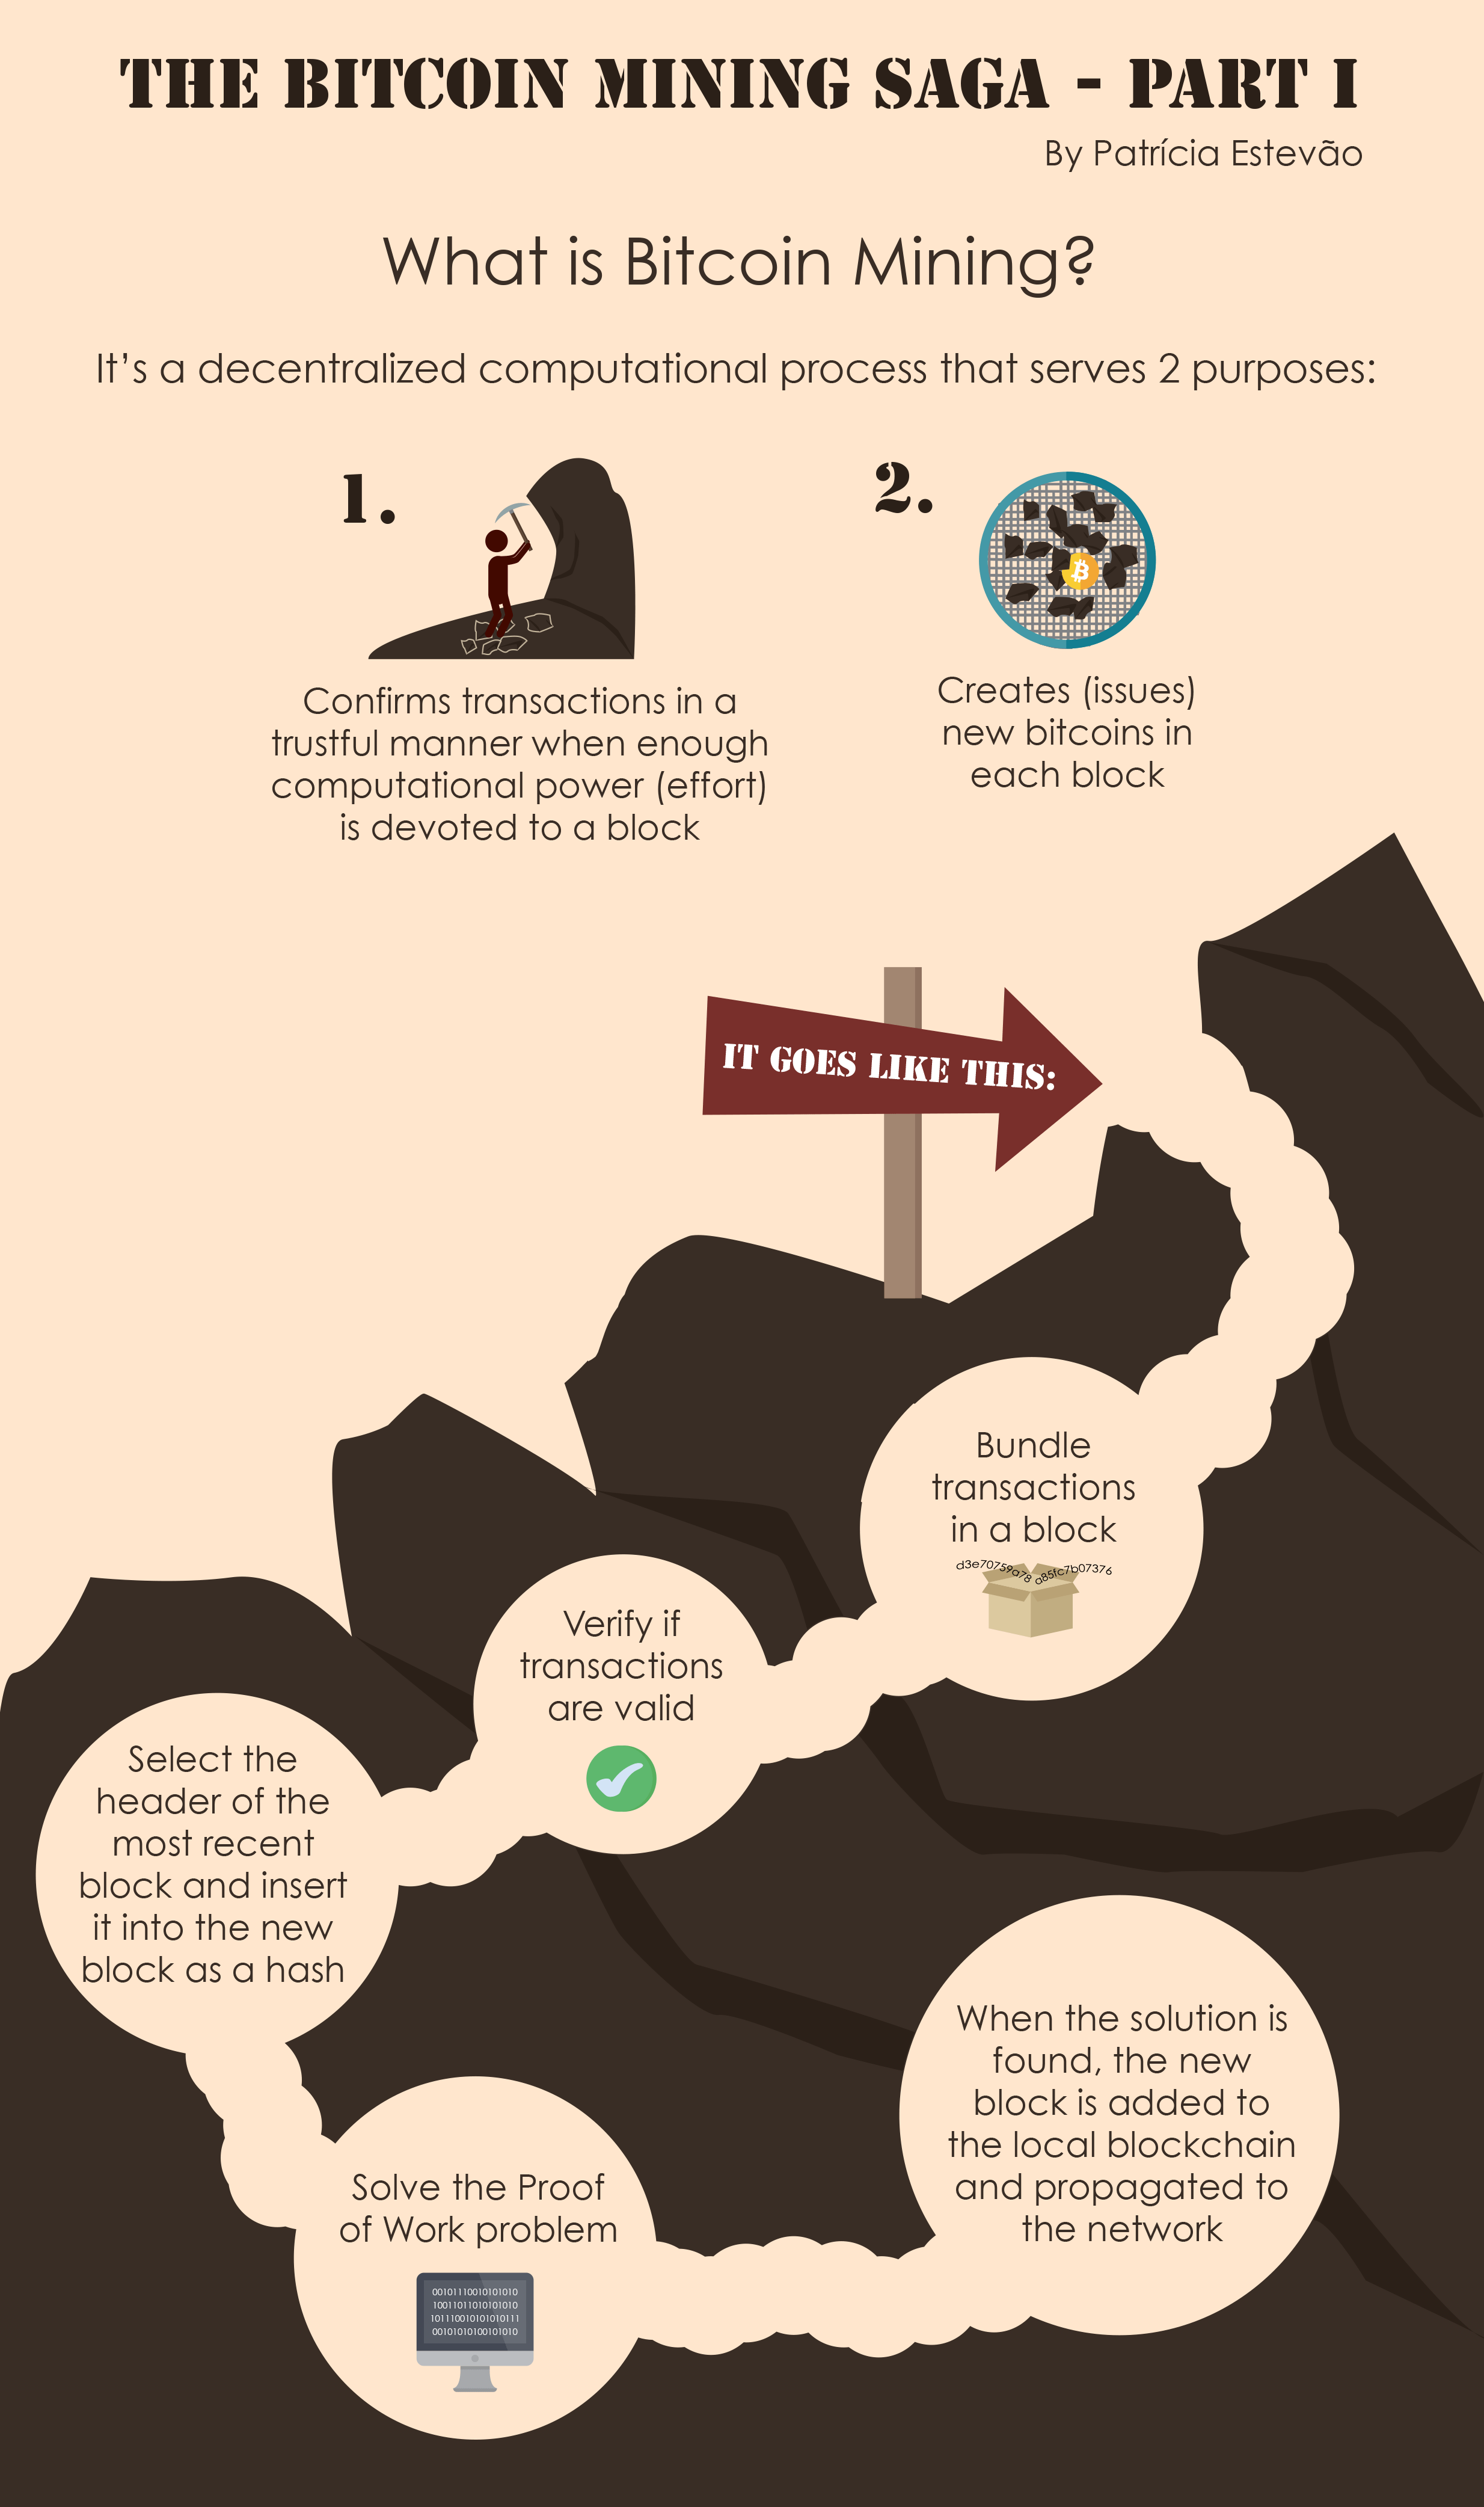 THE BITCOIN MINING SAGA - PART I
By Patrícia Estevão
What is Bitcoin Mining?
It's a decentralized computational process that serves 2 purposes:
1.
Confirms transactions in a
trustful manner when enough
computational power (effort)
is devoted to a block
2.
Creates (issues)
new bitcoins in
each block
IT GOES LIKE THIS:
Bundle
transactions
in a block
d3e70759a78 a85fc7b07376
Verify if
transactions
are valid
Select the
header of the
most recent
block and insert
it into the new
block as a hash
Solve the Proof
of Work problem
00101110010101010
10011011010101010
101110010101010111
00101010100101010
When the solution is
found, the new
block is added to
the local blockchain
and propagated to
the network